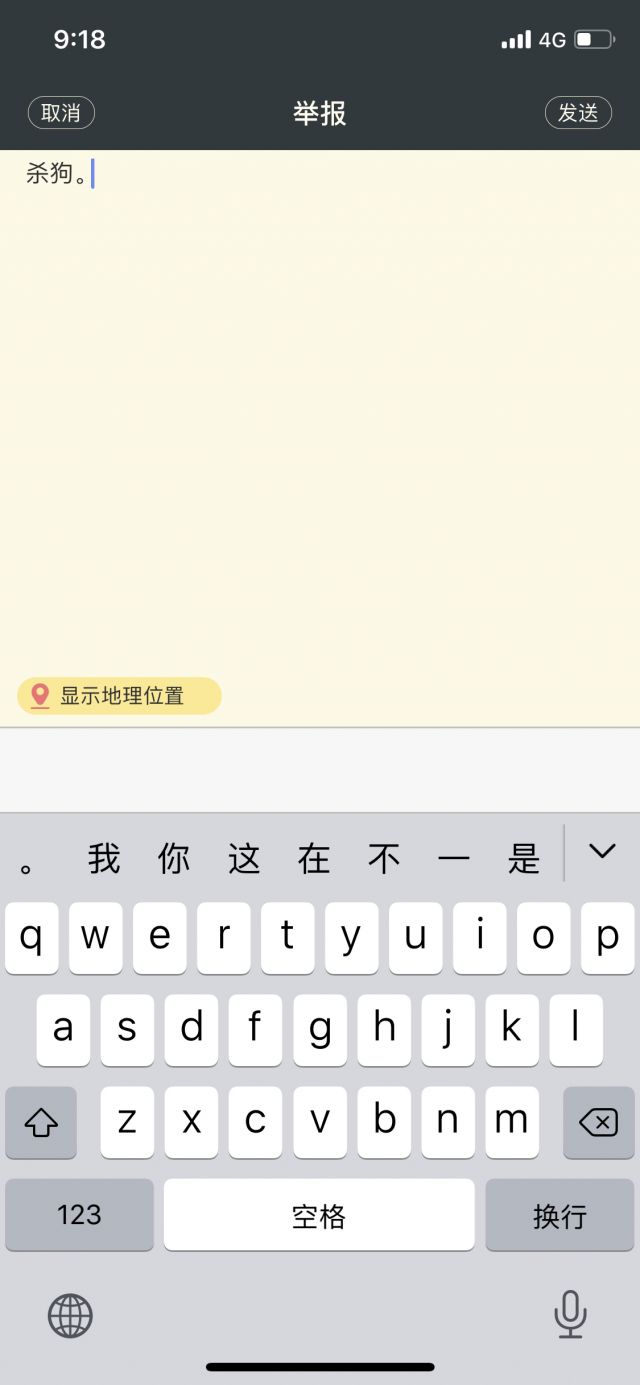 9:18 4G
取消 举报 发送
杀狗。
显示地理位置
。 我 你 这 在 不 一 是
q w e r t y u i o p
a s d f g h j k l
z x c v b n m
123 空格 换行